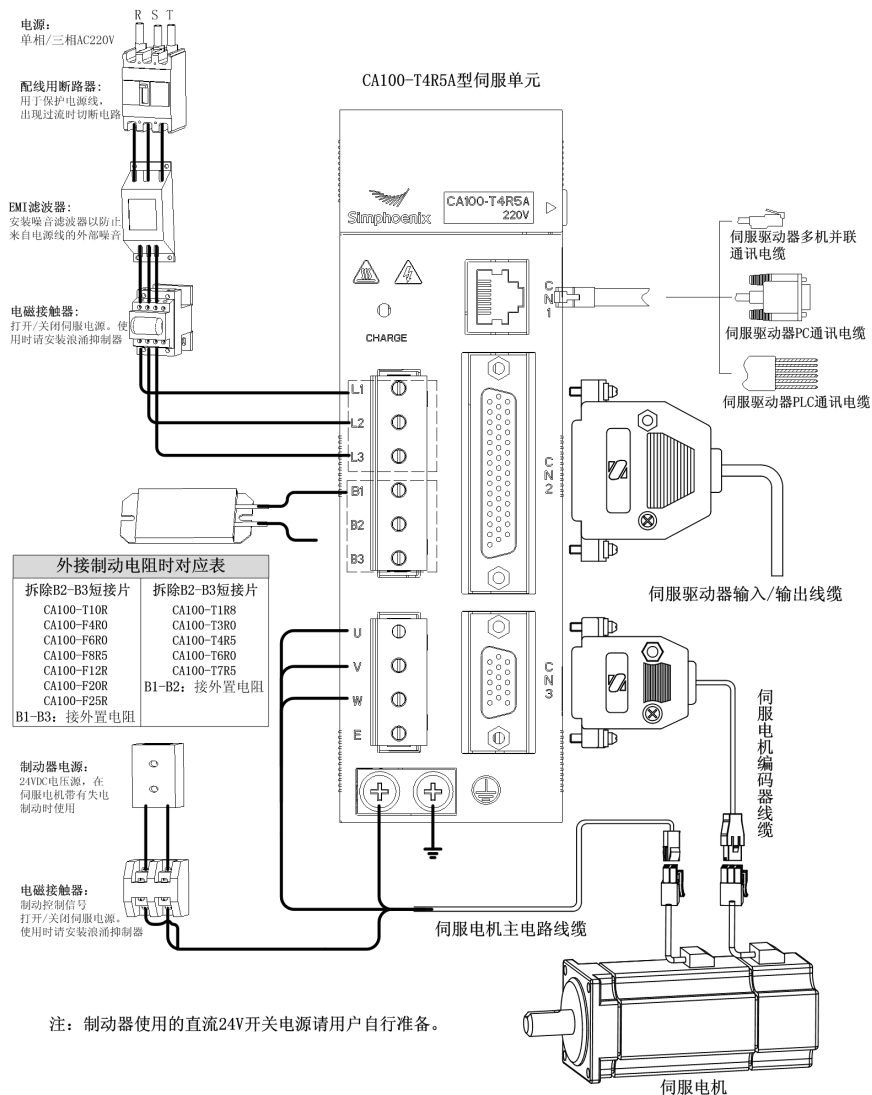 R S T
电源：
单相/三相AC220V
配线用断路器：
用于保护电源线，
出现过流时切断电路
EMI滤波器：
安装噪音滤波器以防止
来自电源线的外部噪音
电磁接触器：
打开/关闭伺服电源。使
用时请安装浪涌抑制器
CA100-T4R5A型伺服单元
Simphoenix
CA100-T4R5A
220V
CHARGE
CN1
L1
L2
L3
B1
B2
B3
CN2
U
V
W
E
CN3
伺服驱动器多机并联
通讯电缆
伺服驱动器PC通讯电缆
伺服驱动器PLC通讯电缆
伺服驱动器输入/输出线缆
外接制动电阻时对应表
拆除B2-B3短接片
CA100-T10R
CA100-F4R0
CA100-F6R0
CA100-F8R5
CA100-F12R
CA100-F20R
CA100-F25R
B1-B3：接外置电阻
拆除B2-B3短接片
CA100-T1R8
CA100-T3R0
CA100-T4R5
CA100-T6R0
CA100-T7R5
B1-B2：接外置电阻
伺服电机编码器线缆
制动器电源：
24VDC电压源，在
伺服电机带有失电
制动时使用
电磁接触器：
制动控制信号
打开/关闭伺服电源。
使用时请安装浪涌抑制器
伺服电机主电路线缆
注：制动器使用的直流24V开关电源请用户自行准备。
伺服电机